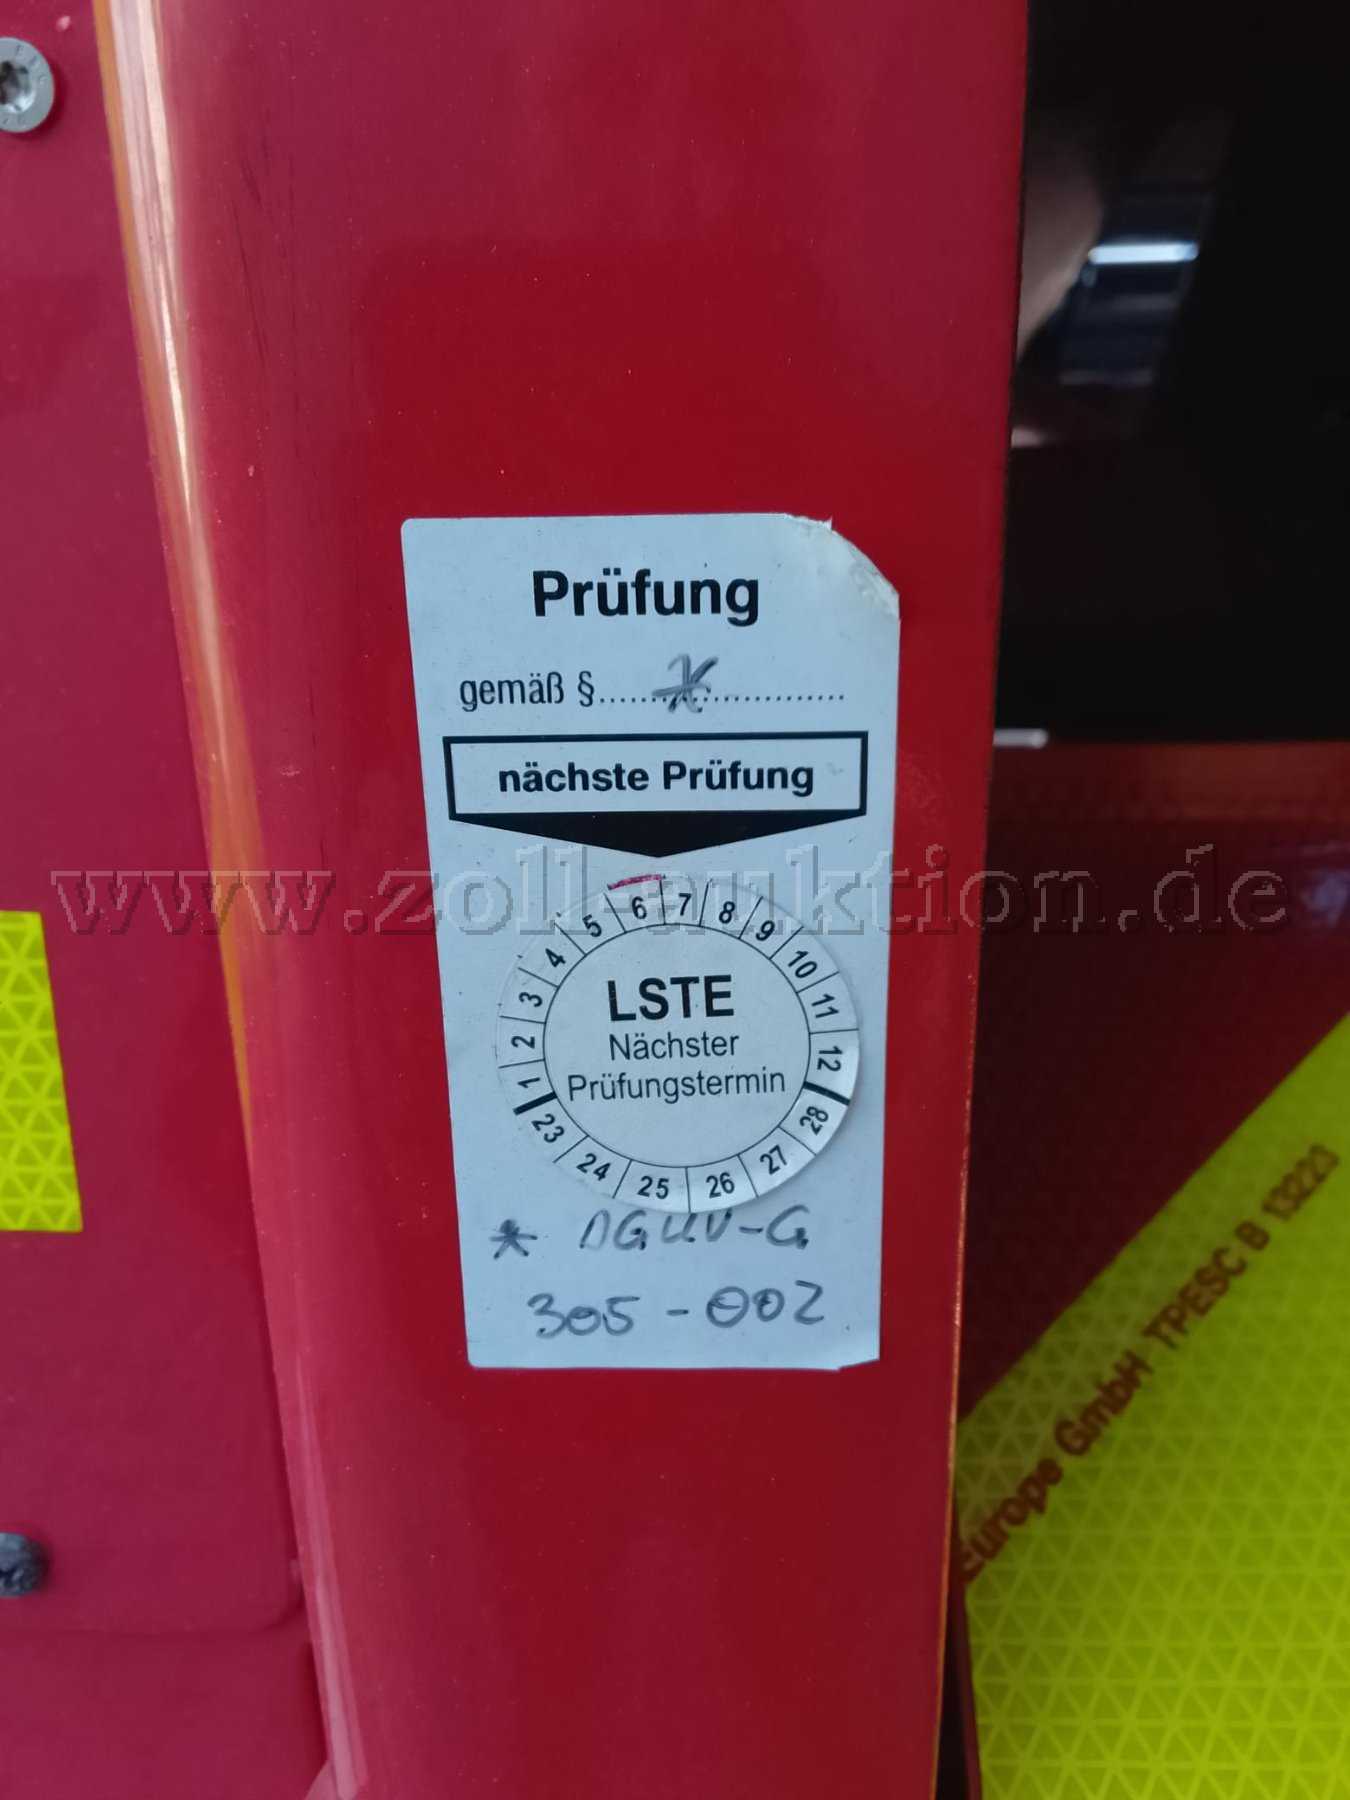 Prüfung
gemäß §......*......................
nächste Prüfung
www.zoll-auktion.de
1 2 3 4 5 6 7 8 9 10 11 12
LSTE
Nächster
Prüfungstermin
23 24 25 26 27 28
* DGUV-G
305-002
Europe GmbH TPESC B 13223